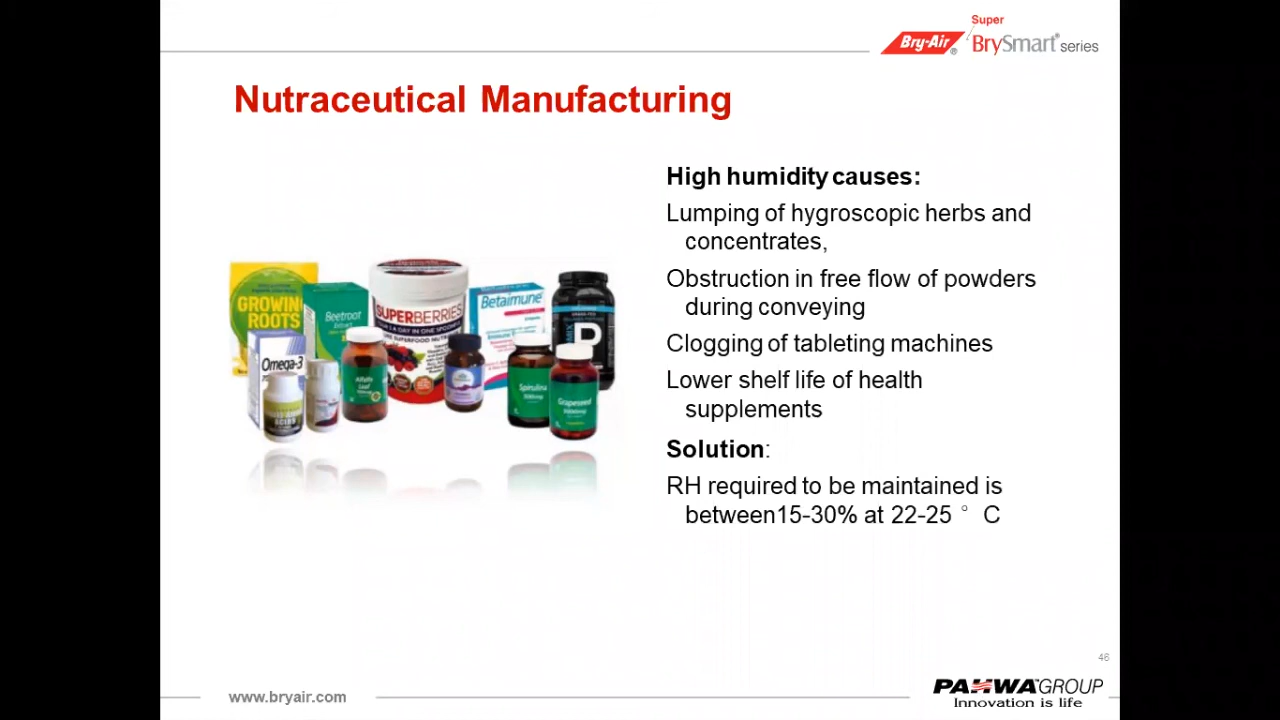 Super
Bry-Air® BrySmart® series
Nutraceutical Manufacturing
High humidity causes:
Lumping of hygroscopic herbs and
concentrates,
Obstruction in free flow of powders
during conveying
Clogging of tableting machines
Lower shelf life of health
supplements
Solution:
RH required to be maintained is
between15-30% at 22-25 ° C
GROWING
ROOTS
Beetroot
SUPERBERRIES
Betaimune
Omega-3
Alfalfa
Leaf
Spirulina
Grapeseed
46
www.bryair.com
PAHWA GROUP
Innovation is life